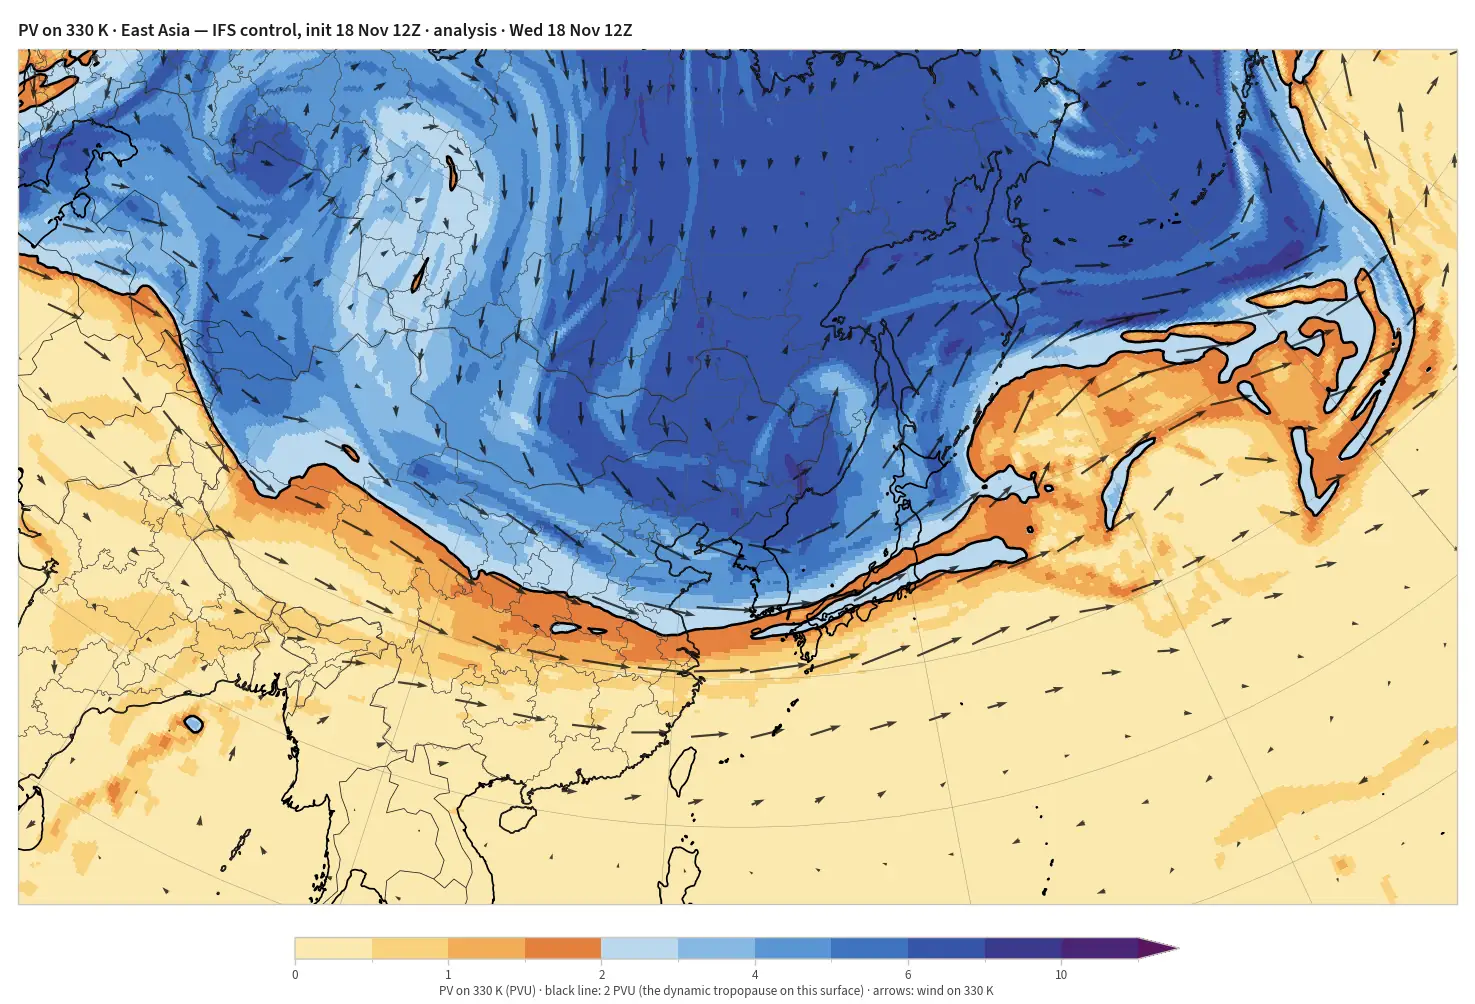 PV on 330 K · East Asia — IFS control, init 18 Nov 12Z · analysis · Wed 18 Nov 12Z
0 1 2 4 6 10
PV on 330 K (PVU) · black line: 2 PVU (the dynamic tropopause on this surface) · arrows: wind on 330 K